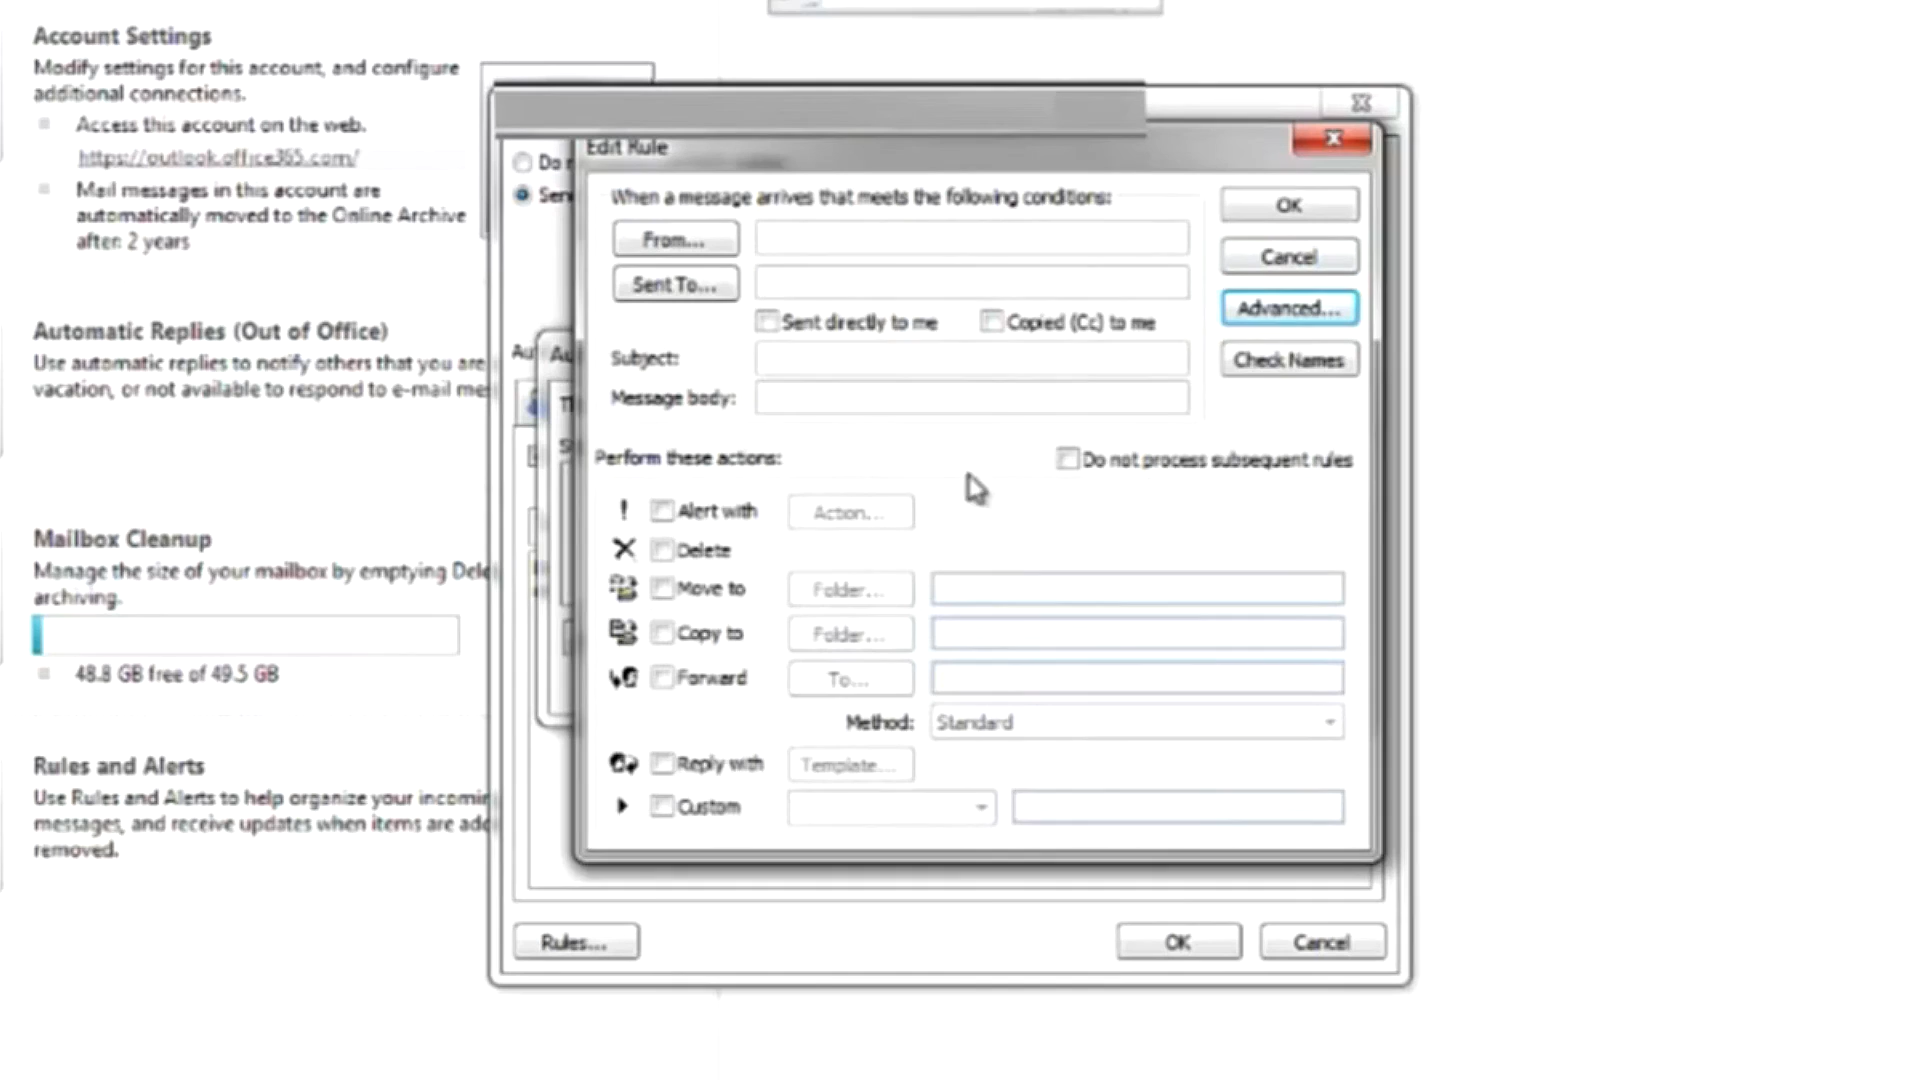 Account Settings
Modify settings for this account, and configure
additional connections.
Access this account on the web.
https://outlook.office365.com/
Mail messages in this account are
automatically moved to the Online Archive
after: 2 years
Automatic Replies (Out of Office)
Use automatic replies to notify others that you are
vacation, or not available to respond to e-mail me
Mailbox Cleanup
Manage the size of your mailbox by emptying Del
archiving.
48.8 GB free of 49.5 GB
Rules and Alerts
Use Rules and Alerts to help organize your incomin
messages, and receive updates when items are add
removed.
Do
Sen
Au
Au
Edit Rule
When a message arrives that meets the following conditions:
From...
Sent To...
Sent directly to me
Copied (Cc) to me
Subject:
Message body:
OK
Cancel
Advanced...
Check Names
Perform these actions:
Do not process subsequent rules
! Alert with Action...
Delete
Move to Folder...
Copy to Folder...
Forward To...
Method: Standard
Reply with Template...
Custom
Rules...
OK
Cancel